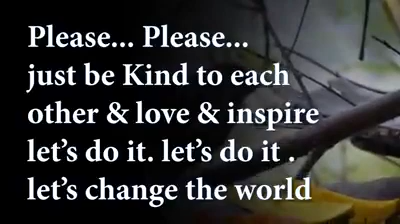 Please... Please...
just be Kind to each
other & love & inspire
let’s do it. let’s do it .
let’s change the world